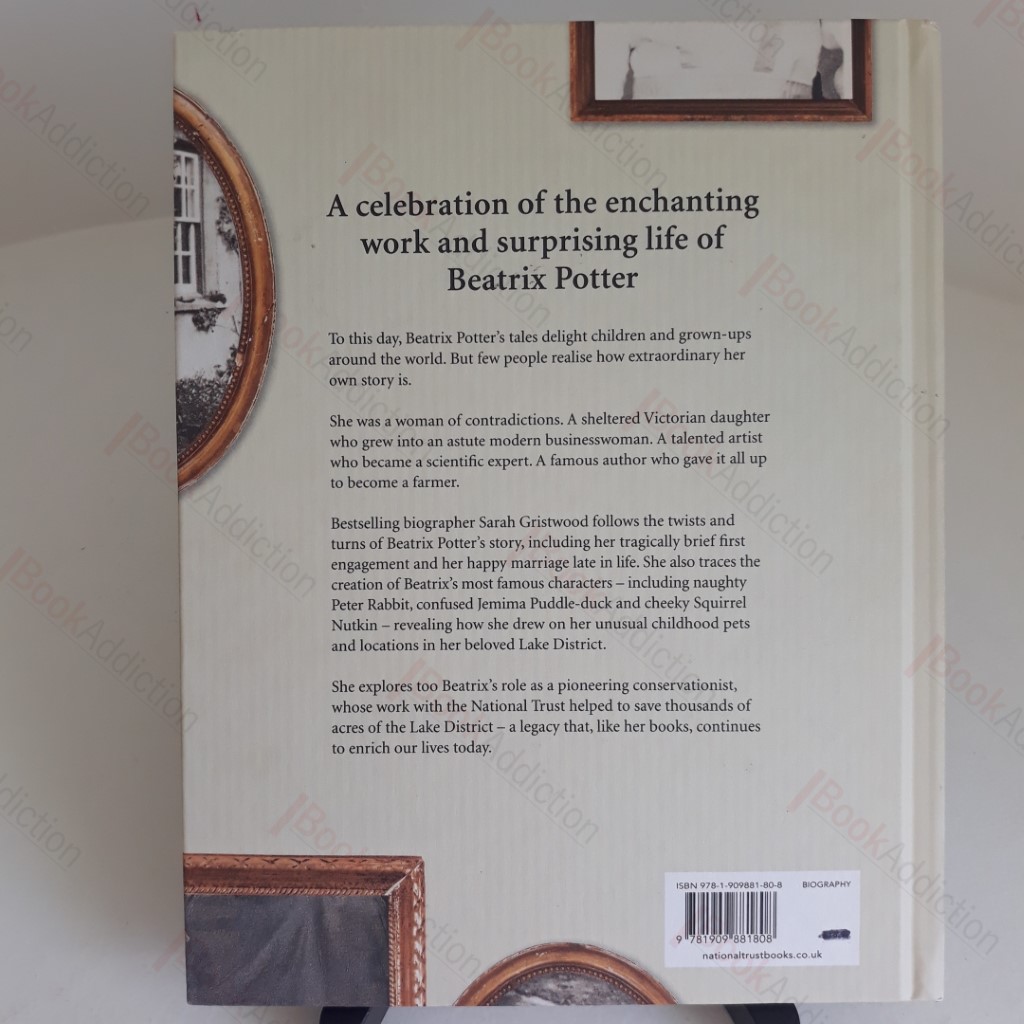 A celebration of the enchanting
work and surprising life of
Beatrix Potter
To this day, Beatrix Potter's tales delight children and grown-ups
around the world. But few people realise how extraordinary her
own story is.
She was a woman of contradictions. A sheltered Victorian daughter
who grew into an astute modern businesswoman. A talented artist
who became a scientific expert. A famous author who gave it all up
to become a farmer.
Bestselling biographer Sarah Gristwood follows the twists and
turns of Beatrix Potter's story, including her tragically brief first
engagement and her happy marriage late in life. She also traces the
creation of Beatrix's most famous characters – including naughty
Peter Rabbit, confused Jemima Puddle-duck and cheeky Squirrel
Nutkin – revealing how she drew on her unusual childhood pets
and locations in her beloved Lake District.
She explores too Beatrix's role as a pioneering conservationist,
whose work with the National Trust helped to save thousands of
acres of the Lake District – a legacy that, like her books, continues
to enrich our lives today.
ISBN 978-1-909881-80-8 BIOGRAPHY
9 781909 881808
nationaltrustbooks.co.uk
BookAddiction